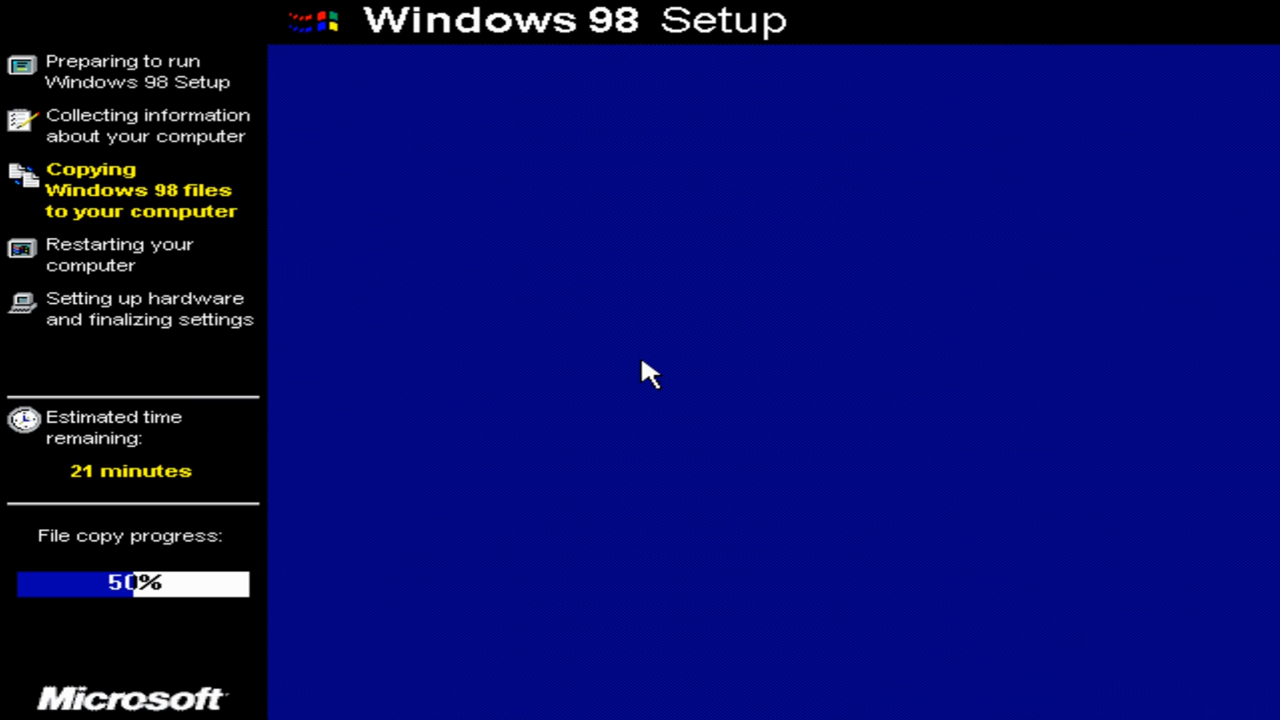 Windows 98 Setup
Preparing to run
Windows 98 Setup
Collecting information
about your computer
Copying
Windows 98 files
to your computer
Restarting your
computer
Setting up hardware
and finalizing settings
Estimated time
remaining:
21 minutes
File copy progress:
50%
Microsoft